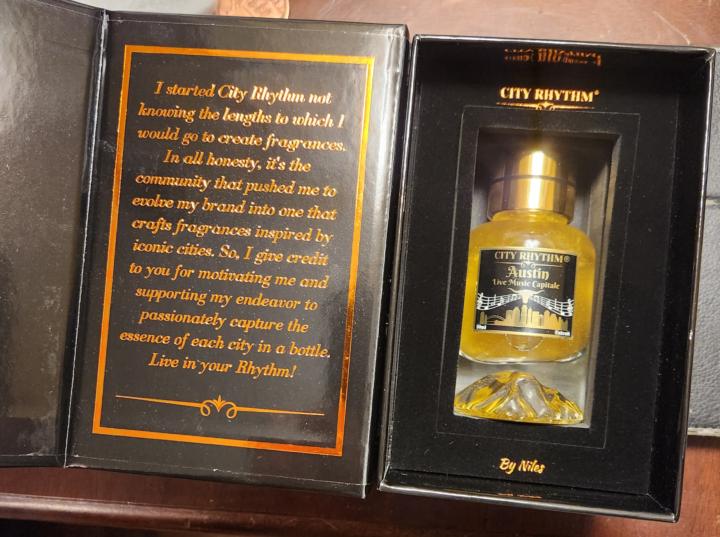 I started City Rhythm not
knowing the lengths to which I
would go to create fragrances.
In all honesty, it's the
community that pushed me to
evolve my brand into one that
crafts fragrances inspired by
iconic cities. So, I give credit
to you for motivating me and
supporting my endeavor to
passionately capture the
essence of each city in a bottle.
Live in your Rhythm!
CITY RHYTHM®
CITY RHYTHM®
Austin
Live Music Capitale
By Niles